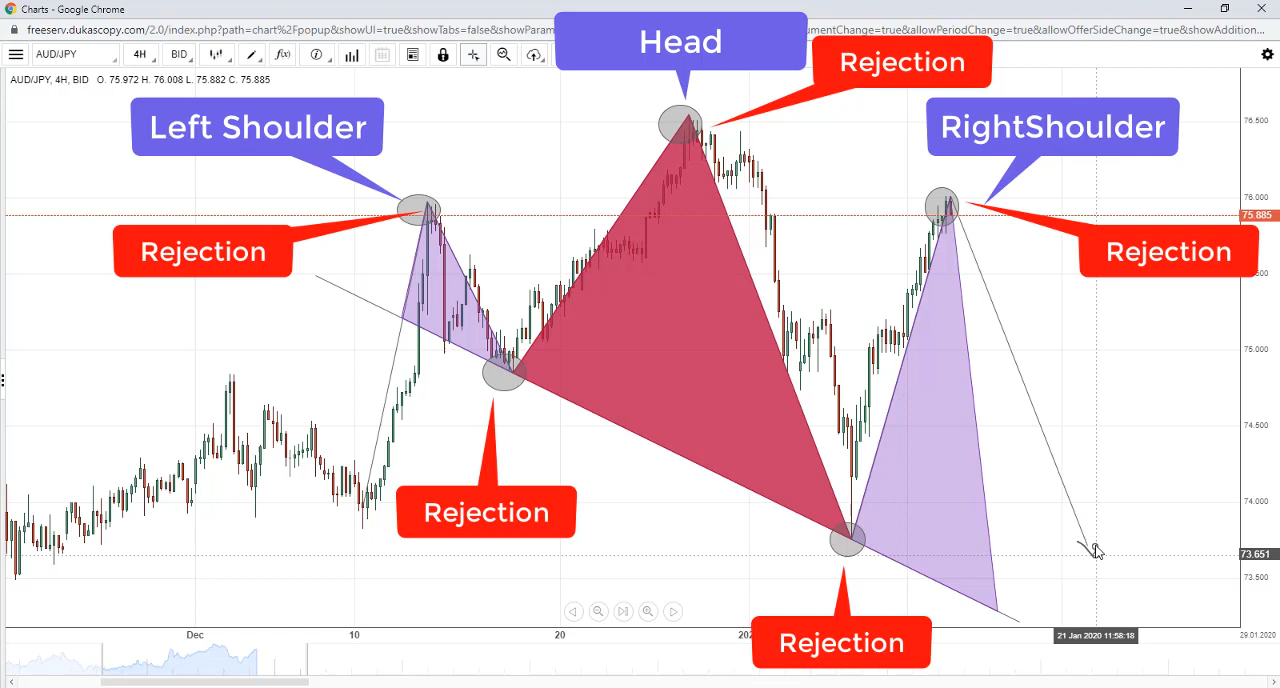 Charts - Google Chrome
freeserv.dukascopy.com/2.0/index.php?path=chart%2Fpopup&showUI=true&showTabs=false&showParam
umentChange=true&allowPeriodChange=true&allowOfferSideChange=true&showAddition...
AUD/JPY
4H
BID
f(x)
AUD/JPY, 4H, BID O: 75.972 H. 76.008 L. 75.882 C. 75.885
Head
Rejection
Left Shoulder
RightShoulder
Rejection
Rejection
Rejection
Rejection
76.500
76.000
75.885
75.000
74.500
74.000
73.651
73.500
Dec
10
20
21 Jan 2020 11:58:18
29.01.2020